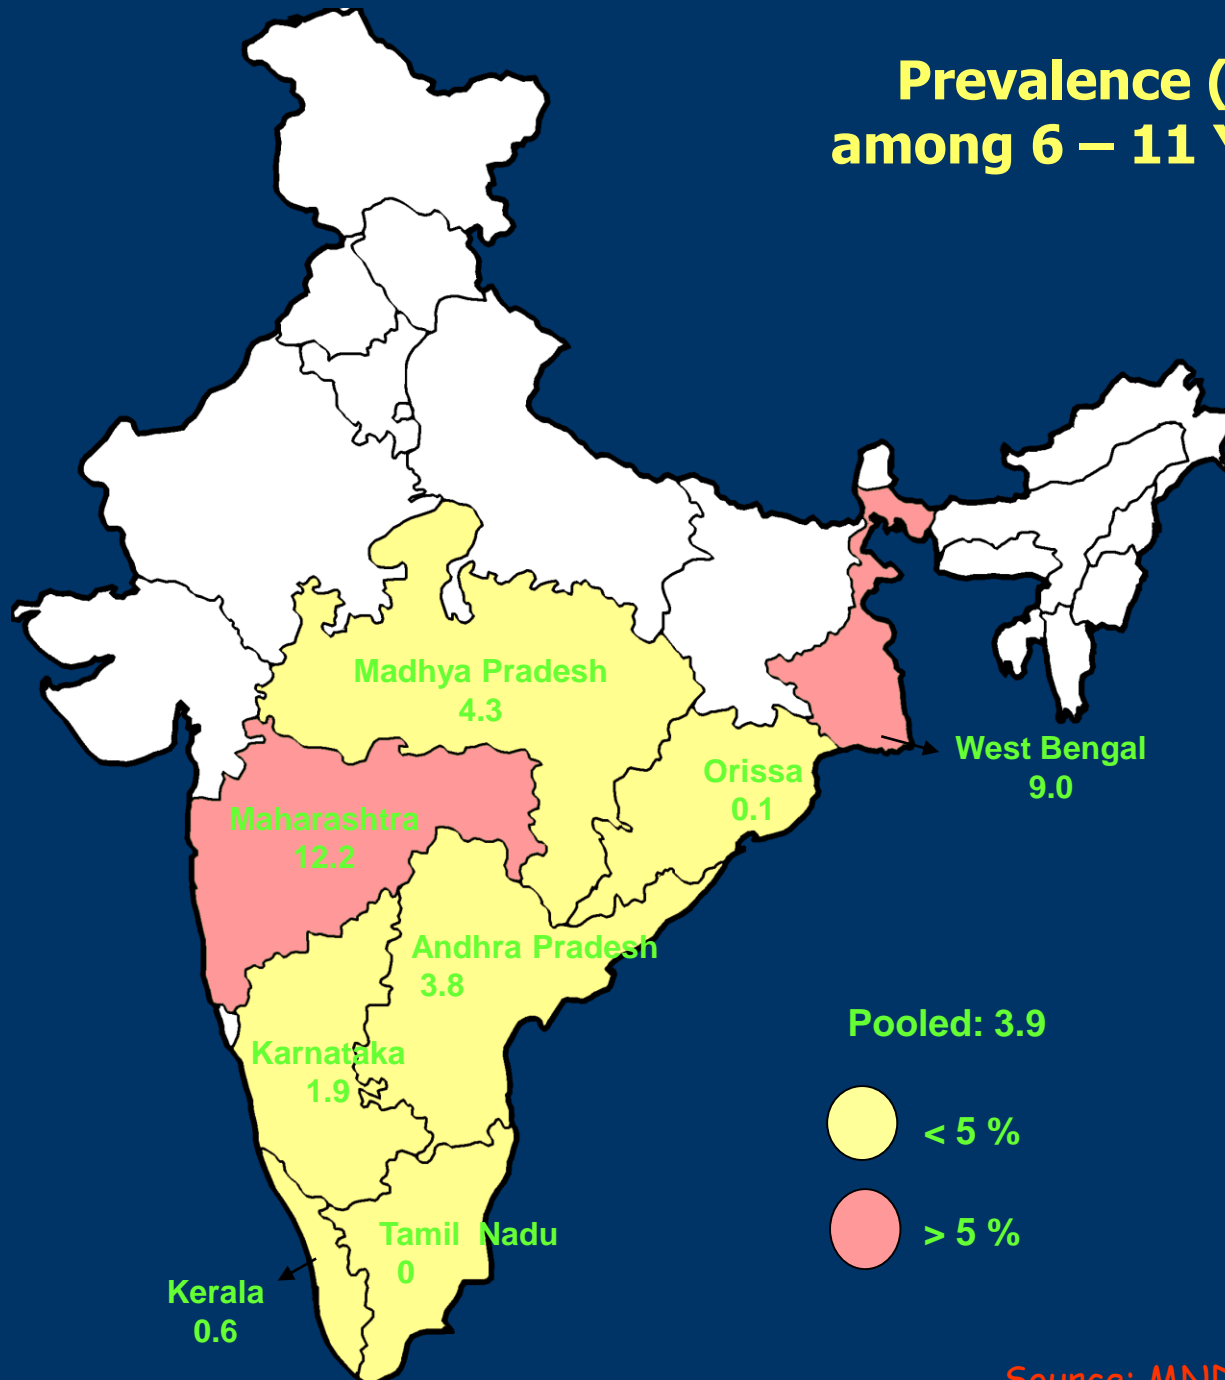 Prevalence (
among 6 – 11 Y
Madhya Pradesh
4.3
West Bengal
9.0
Orissa
0.1
Maharashtra
12.2
Andhra Pradesh
3.8
Pooled: 3.9
Karnataka
1.9
< 5 %
> 5 %
Tamil Nadu
0
Kerala
0.6
Source: